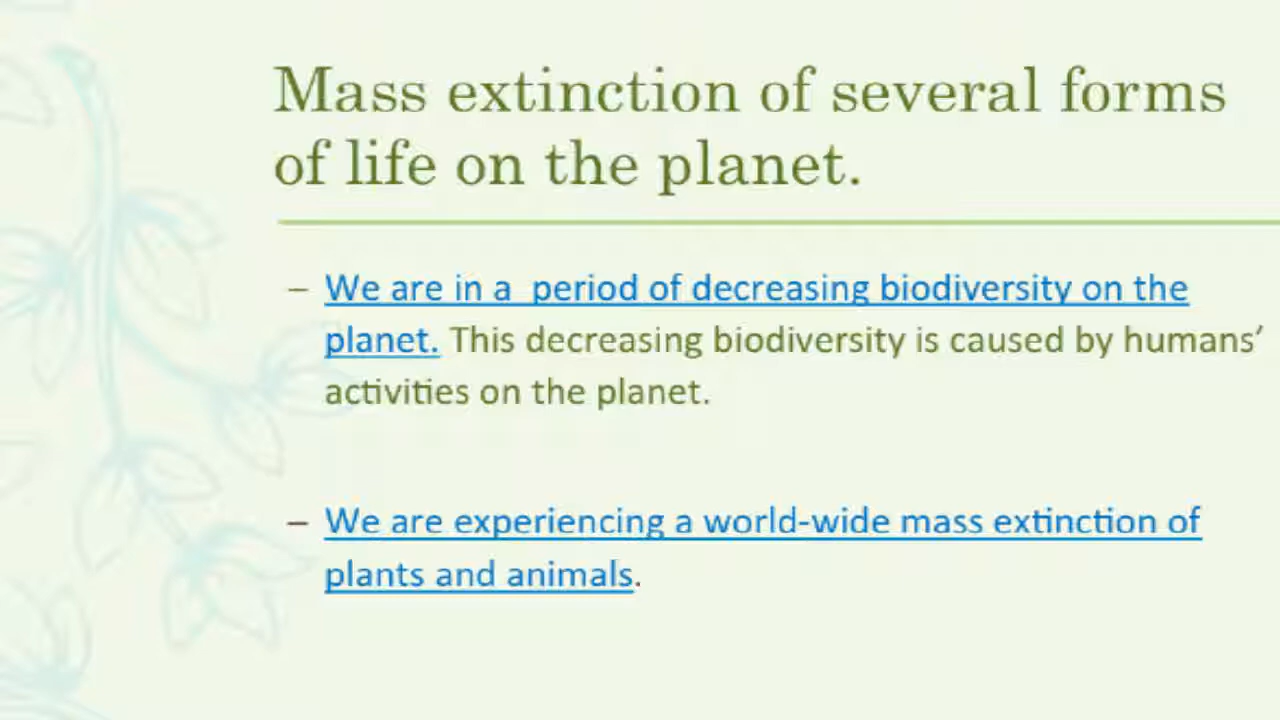 Mass extinction of several forms
of life on the planet.
– We are in a  period of decreasing biodiversity on the
planet. This decreasing biodiversity is caused by humans’
activities on the planet.
– We are experiencing a world-wide mass extinction of
plants and animals.